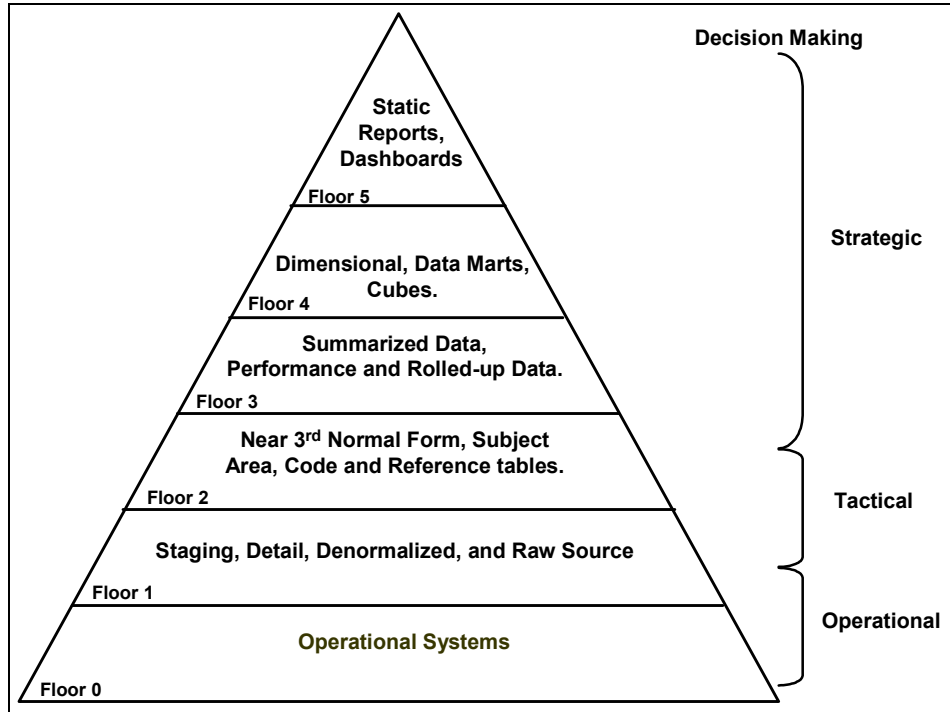 Decision Making
Static
Reports,
Dashboards
Floor 5
Strategic
Dimensional, Data Marts,
Cubes.
Floor 4
Summarized Data,
Performance and Rolled-up Data.
Floor 3
Near 3rd Normal Form, Subject
Area, Code and Reference tables.
Floor 2
Tactical
Staging, Detail, Denormalized, and Raw Source
Floor 1
Operational
Operational Systems
Floor 0